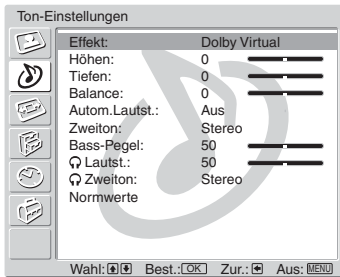 Ton-Einstellungen
Effekt: Dolby Virtual
Höhen: 0
Tiefen: 0
Balance: 0
Autom.Lautst.: Aus
Zweiton: Stereo
Bass-Pegel: 50
Lautst.: 50
Zweiton: Stereo
Normwerte
Wahl: Best.: OK Zur.: Aus: MENU